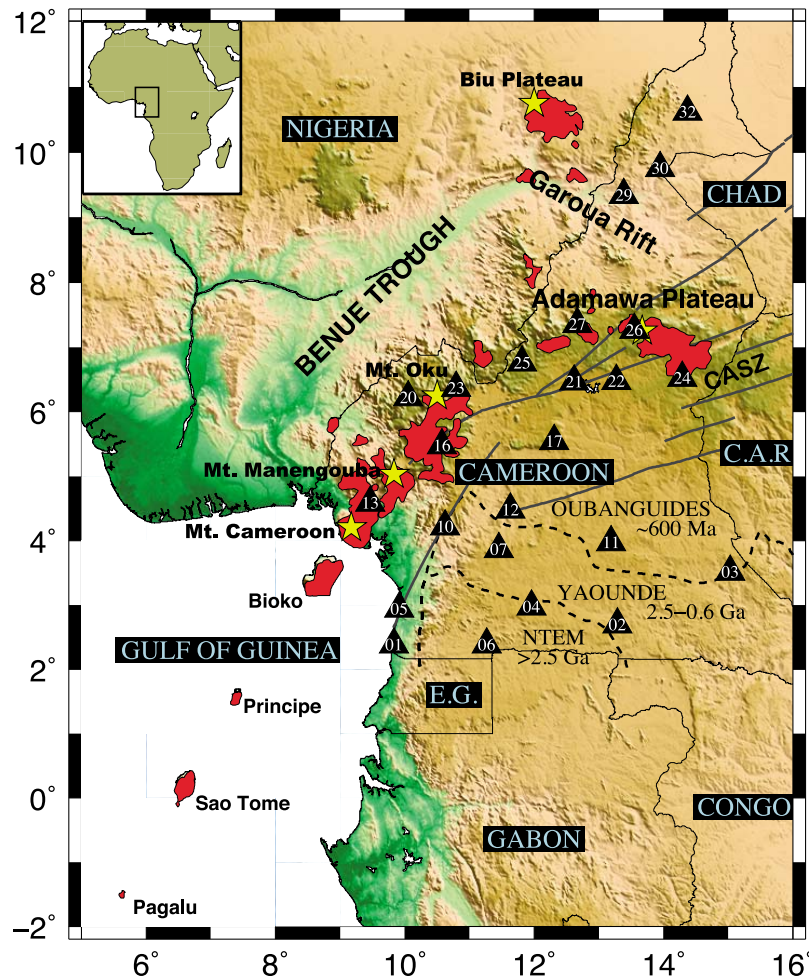 12°
10°
8°
6°
4°
2°
0°
−2°
6°
8°
10°
12°
14°
16°
Biu Plateau
NIGERIA
32
30
29
CHAD
Garoua Rift
BENUE TROUGH
Adamawa Plateau
27
26
25
Mt. Oku
23
20
21
22
24
CASZ
16
17
C.A.R
Mt. Manengouba
CAMEROON
13
12
OUBANGUIDES
~600 Ma
Mt. Cameroon
10
07
11
03
Bioko
YAOUNDE
2.5−0.6 Ga
05
04
02
01
06
NTEM
>2.5 Ga
GULF OF GUINEA
E.G.
Principe
Sao Tome
CONGO
GABON
Pagalu